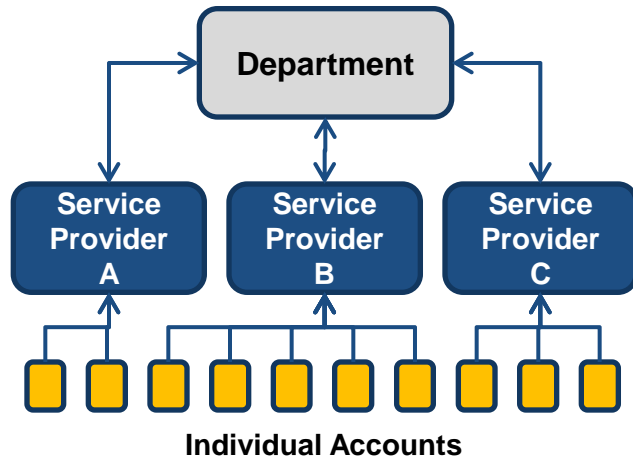 Department
Service
Provider
A
Service
Provider
B
Service
Provider
C
Individual Accounts